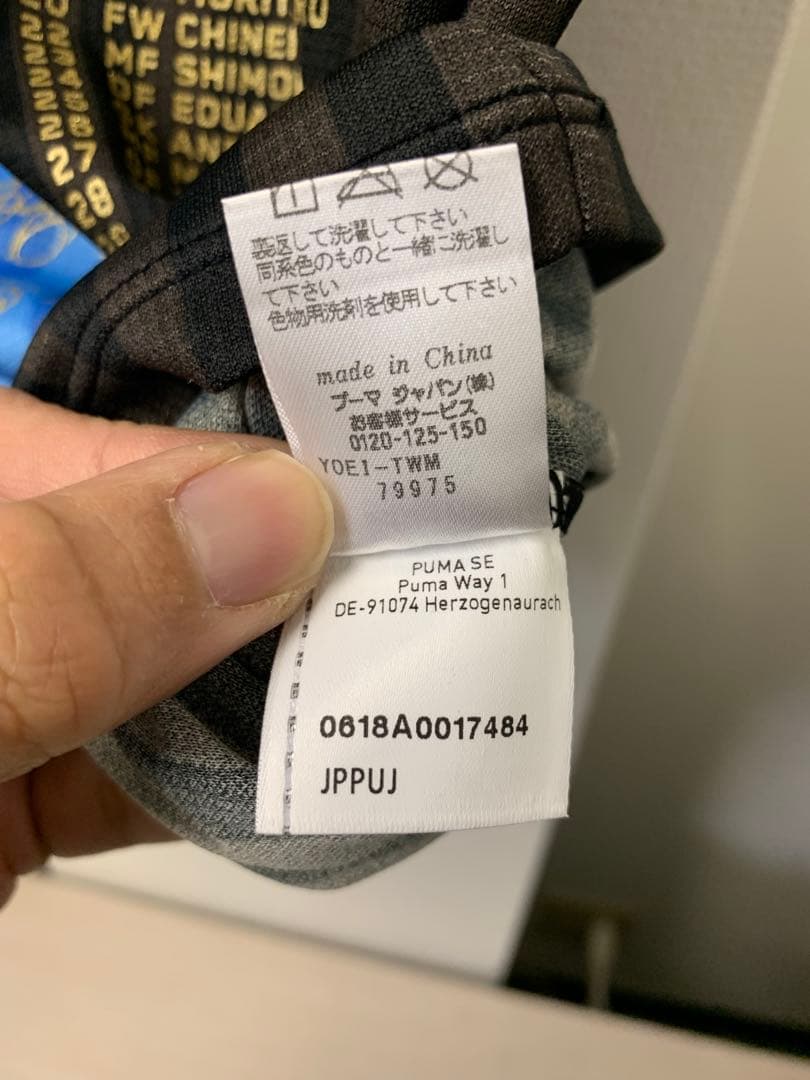 FW CHINEI
MF SHIMO
DF EDUA
裏返して洗濯して下さい
同系色のものと一緒に洗濯し
て下さい
色物用洗剤を使用して下さい
made in China
プーマ ジャパン(株)
お客様サービス
0120-125-150
YOE1-TWM
79975
PUMA SE
Puma Way 1
DE-91074 Herzogenaurach
0618A0017484
JPPUJ